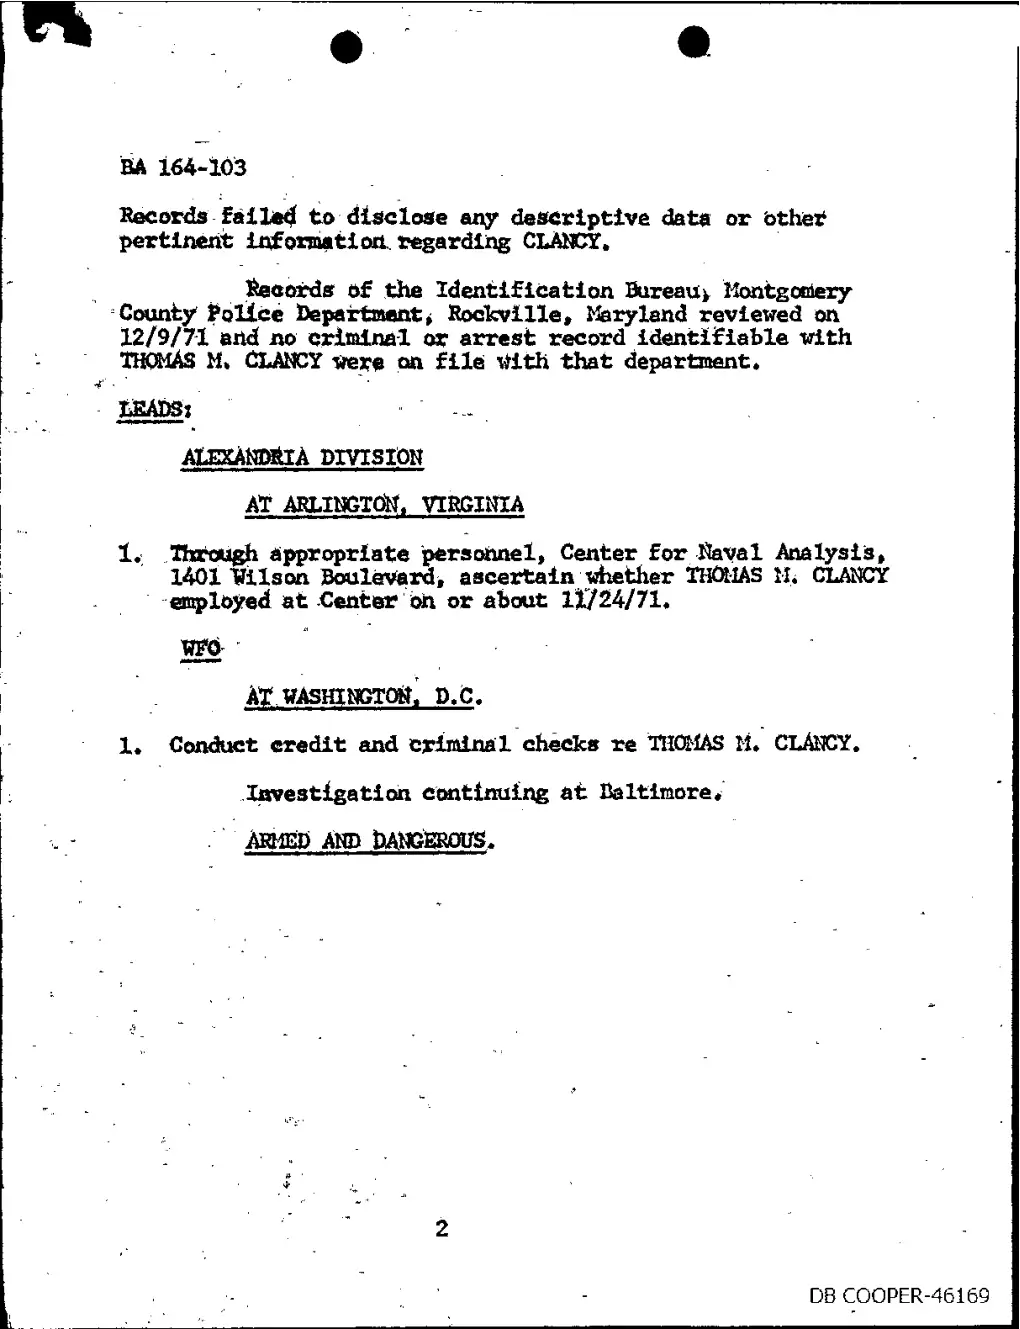 BA 164-103
Records failed to disclose any descriptive data or other
pertinent information regarding CLANCY.
Records of the Identification Bureau, Montgomery
County Police Department, Rockville, Maryland reviewed on
12/9/71 and no criminal or arrest record identifiable with
THOMAS M. CLANCY were on file with that department.
LEADS:
ALEXANDRIA DIVISION
AT ARLINGTON, VIRGINIA
1. Through appropriate personnel, Center for Naval Analysis,
1401 Wilson Boulevard, ascertain whether THOMAS M. CLANCY
employed at Center on or about 11/24/71.
WFO
AT WASHINGTON, D.C.
1. Conduct credit and criminal checks re THOMAS M. CLANCY.
Investigation continuing at Baltimore.
ARMED AND DANGEROUS.
2
DB COOPER-46169